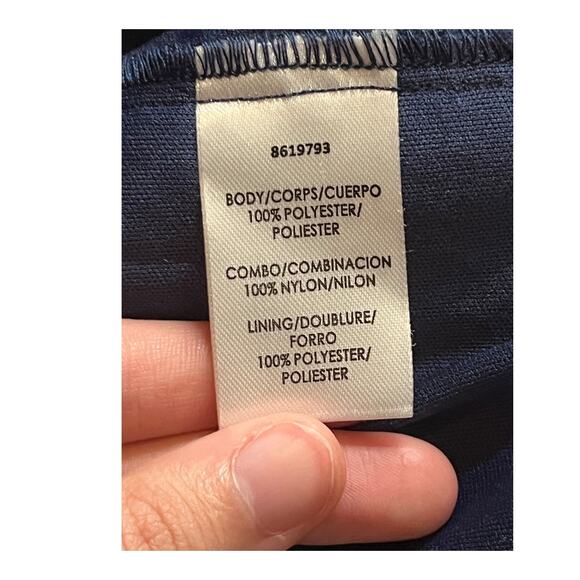 8619793
BODY/CORPS/CUERPO
100% POLYESTER/
POLIESTER
COMBO/COMBINACION
100% NYLON/NILON
LINING/DOUBLURE/
FORRO
100% POLYESTER/
POLIESTER